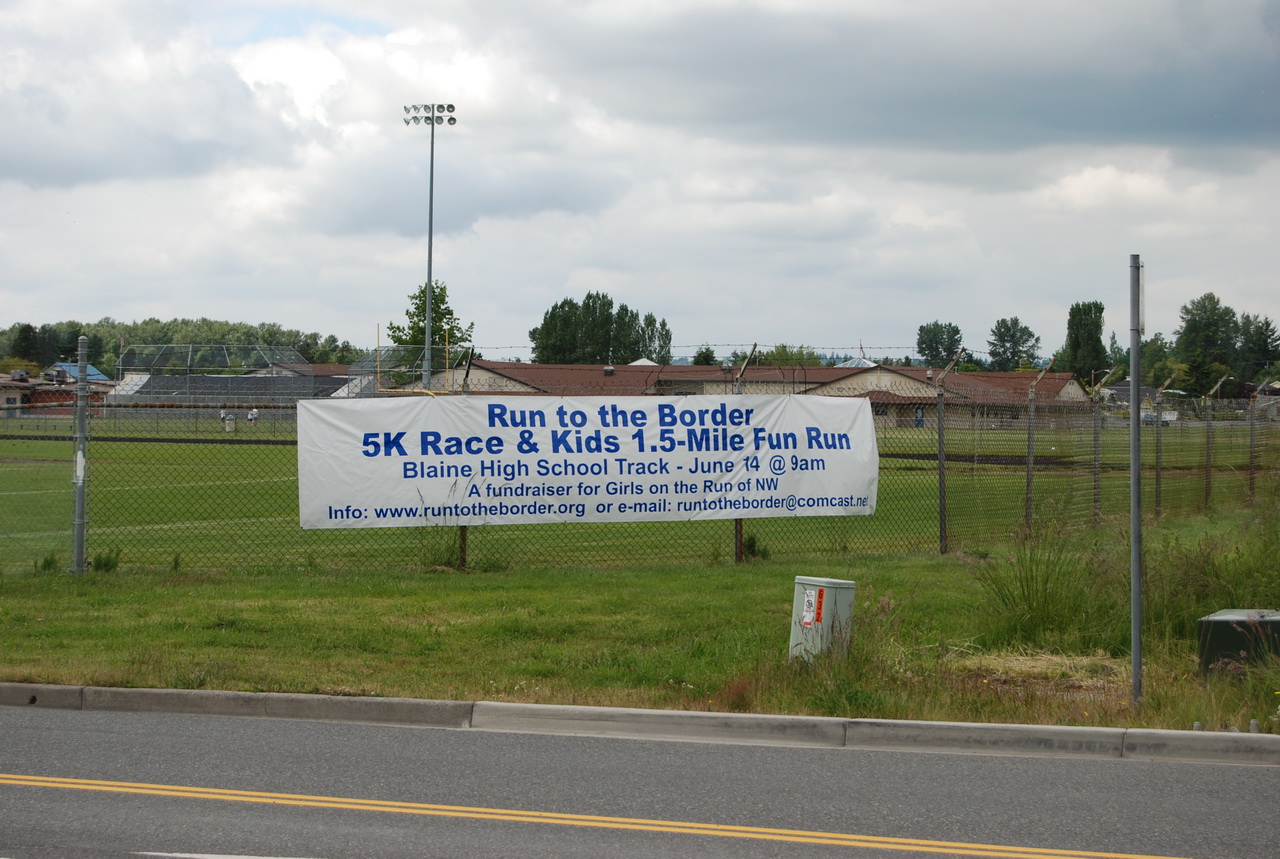 Run to the Border
5K Race & Kids 1.5-Mile Fun Run
Blaine High School Track - June 14 @ 9am
A fundraiser for Girls on the Run of NW
Info: www.runtotheborder.org or e-mail: runtotheborder@comcast.net